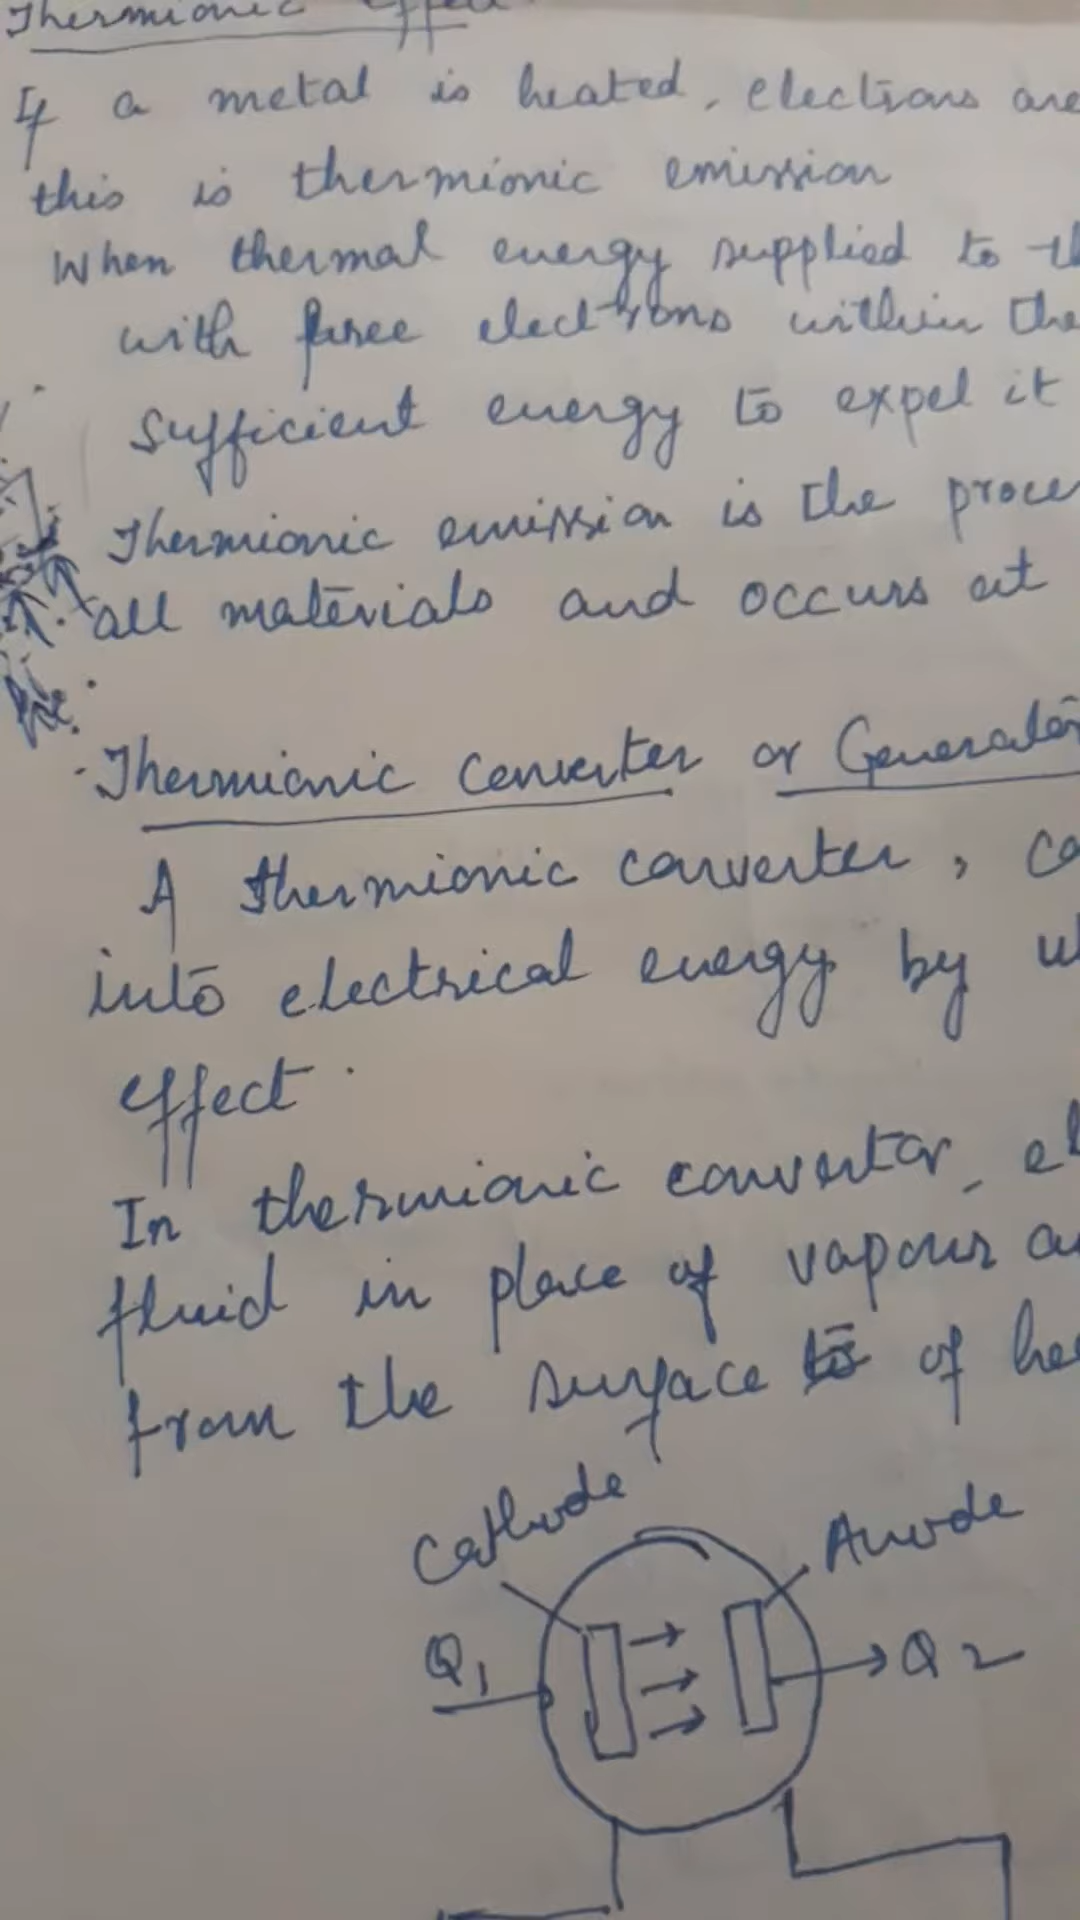 Thermionic Effect
If a metal is heated, electrons are
this is thermionic emission
When thermal energy supplied to
with free electrons within the
Sufficient energy to expel it
Thermionic emission is the
all materials and occurs at
Thermionic Converter or Generator
A thermionic converter,
into electrical energy by
effect.
In thermionic convertor,
fluid in place of vapour
from the surface of
Cathode
Anode
Q1
Q2